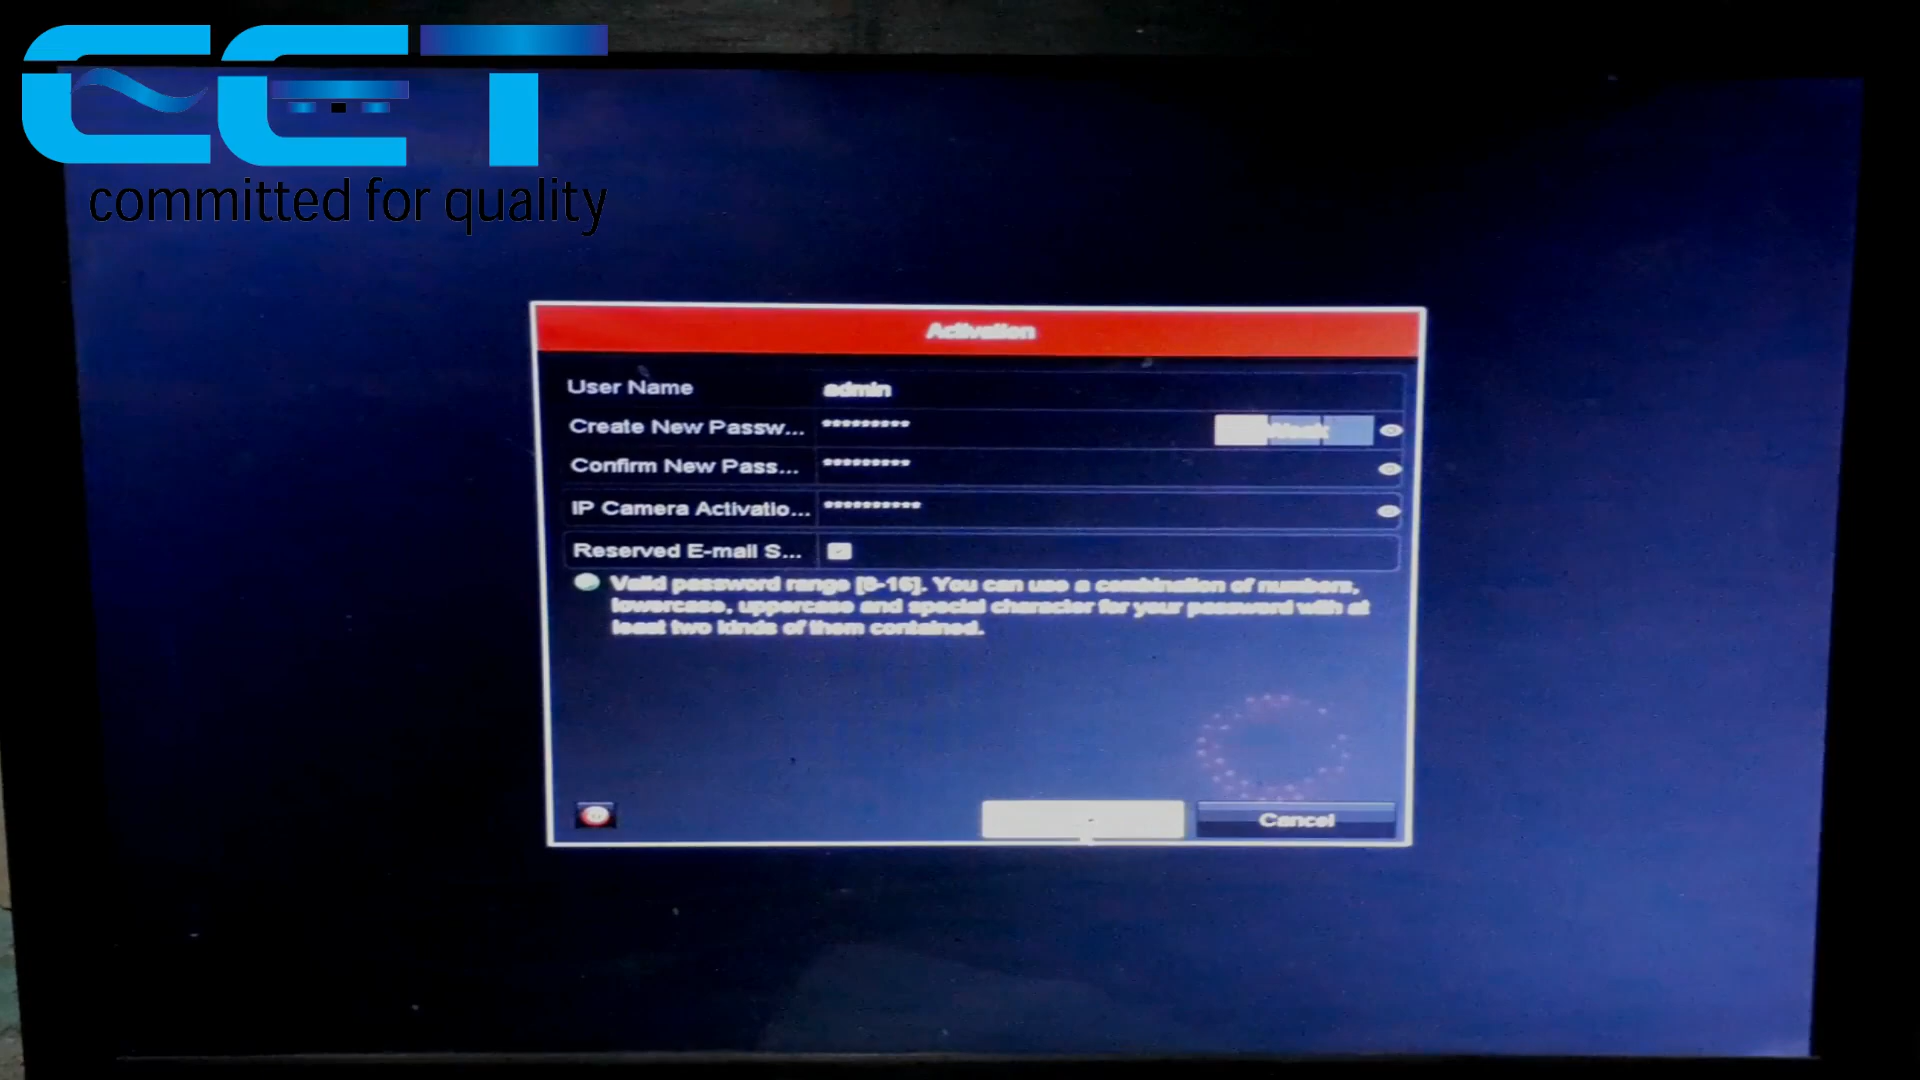 CCT
committed for quality
Activation
User Name admin
Create New Passw... *********
Weak
Confirm New Pass... *********
IP Camera Activatio... **********
Reserved E-mail S...
Valid password range [8-16]. You can use a combination of numbers,
lowercase, uppercase and special character for your password with at
least two kinds of them contained.
Cancel